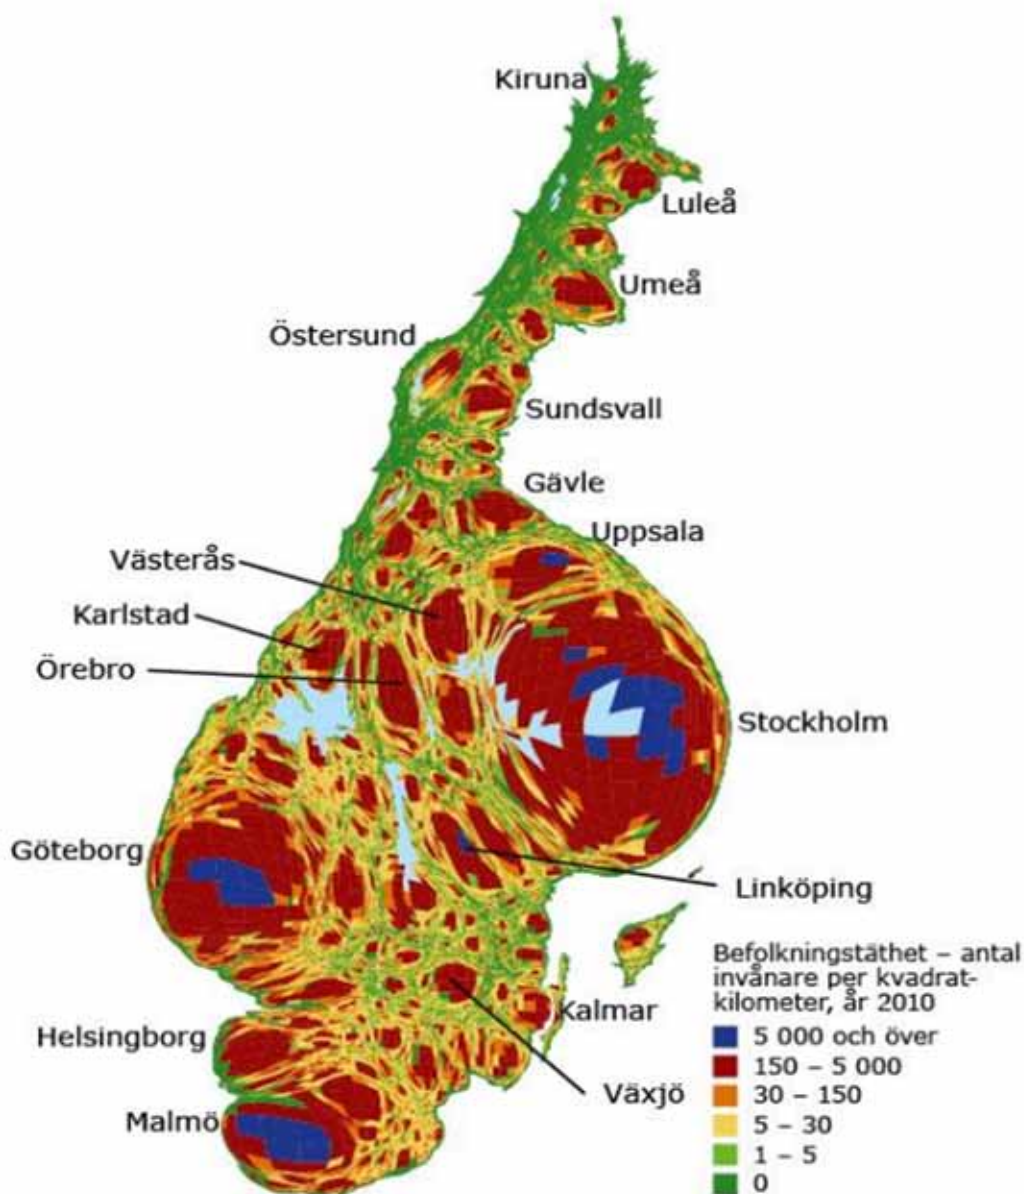 Kiruna
Luleå
Umeå
Östersund
Sundsvall
Gävle
Uppsala
Västerås
Karlstad
Örebro
Stockholm
Göteborg
Linköping
Kalmar
Helsingborg
Växjö
Malmö
Befolkningstäthet – antal
invånare per kvadrat-
kilometer, år 2010
5 000 och över
150 – 5 000
30 – 150
5 – 30
1 – 5
0